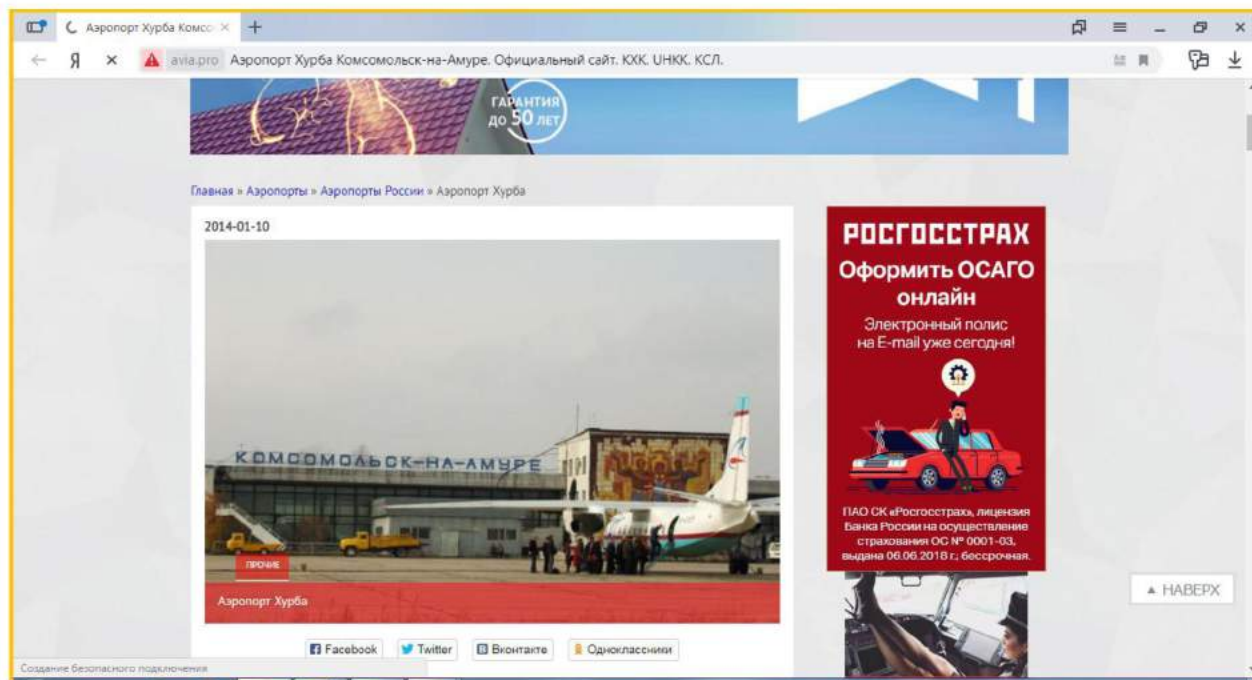 Аэропорт Хурба Комсо
avia.pro Аэропорт Хурба Комсомольск-на-Амуре. Официальный сайт. KXK. UHKK. КСЛ.
ГАРАНТИЯ
ДО 50 ЛЕТ
Главная » Аэропорты » Аэропорты России » Аэропорт Хурба
2014-01-10
КОМСОМОЛЬСК-НА-АМУРЕ
ПРОЧИЕ
Аэропорт Хурба
Facebook Twitter Вконтакте Одноклассники
РОСГОССТРАХ
Оформить ОСАГО
онлайн
Электронный полис
на E-mail уже сегодня!
ПАО СК «Росгосстрах», лицензия
Банка России на осуществление
страхования ОС № 0001-03,
выдана 06.06.2018 г.; бессрочная.
НАВЕРХ
Создание безопасного подключения